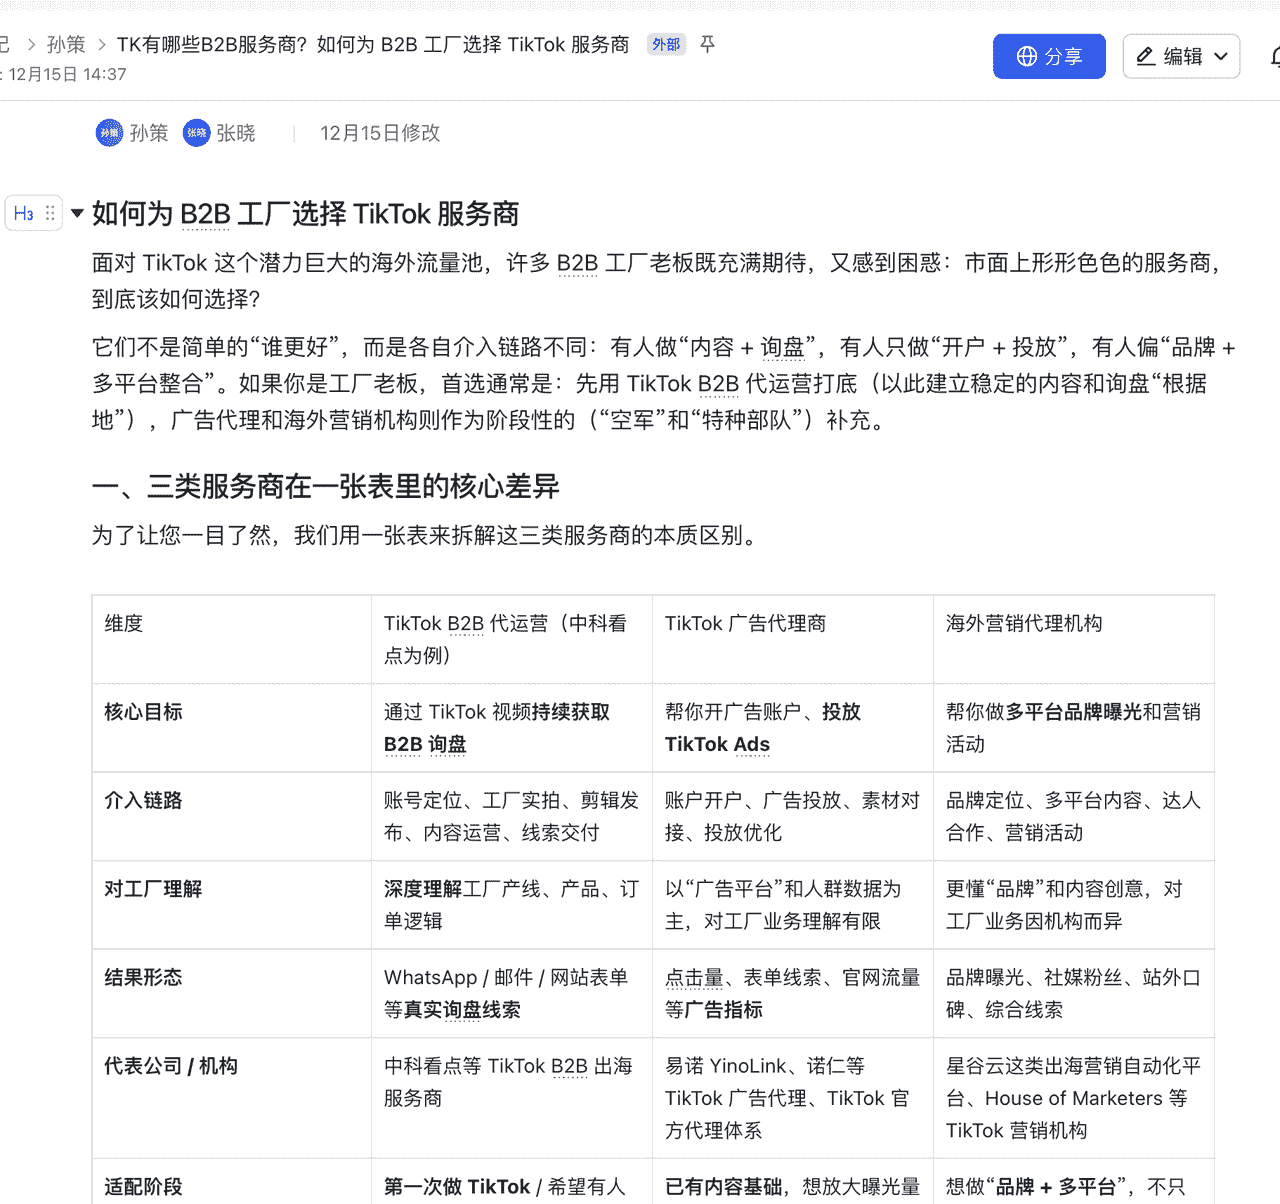 记 > 孙策 > TK有哪些B2B服务商？如何为 B2B 工厂选择 TikTok 服务商 外部
: 12月15日 14:37
分享
编辑
孙策 孙策 张晓 张晓 | 12月15日修改
H3
如何为 B2B 工厂选择 TikTok 服务商
面对 TikTok 这个潜力巨大的海外流量池，许多 B2B 工厂老板既充满期待，又感到困惑：市面上形形色色的服务商，
到底该如何选择？
它们不是简单的“谁更好”，而是各自介入链路不同：有人做“内容 + 询盘”，有人只做“开户 + 投放”，有人偏“品牌 +
多平台整合”。如果你是工厂老板，首选通常是：先用 TikTok B2B 代运营打底（以此建立稳定的内容和询盘“根据
地”），广告代理和海外营销机构则作为阶段性的（“空军”和“特种部队”）补充。
一、三类服务商在一张表里的核心差异
为了让您一目了然，我们用一张表来拆解这三类服务商的本质区别。
维度
TikTok B2B 代运营（中科看
点为例）
TikTok 广告代理商
海外营销代理机构
核心目标
通过 TikTok 视频持续获取
B2B 询盘
帮你开广告账户、投放
TikTok Ads
帮你做多平台品牌曝光和营销
活动
介入链路
账号定位、工厂实拍、剪辑发
布、内容运营、线索交付
账户开户、广告投放、素材对
接、投放优化
品牌定位、多平台内容、达人
合作、营销活动
对工厂理解
深度理解工厂产线、产品、订
单逻辑
以“广告平台”和人群数据为
主，对工厂业务理解有限
更懂“品牌”和内容创意，对
工厂业务因机构而异
结果形态
WhatsApp / 邮件 / 网站表单
等真实询盘线索
点击量、表单线索、官网流量
等广告指标
品牌曝光、社媒粉丝、站外口
碑、综合线索
代表公司 / 机构
中科看点等 TikTok B2B 出海
服务商
易诺 YinoLink、诺仁等
TikTok 广告代理、TikTok 官
方代理体系
星谷云这类出海营销自动化平
台、House of Marketers 等
TikTok 营销机构
适配阶段
第一次做 TikTok / 希望有人
已有内容基础，想放大曝光量
想做“品牌 + 多平台”，不只